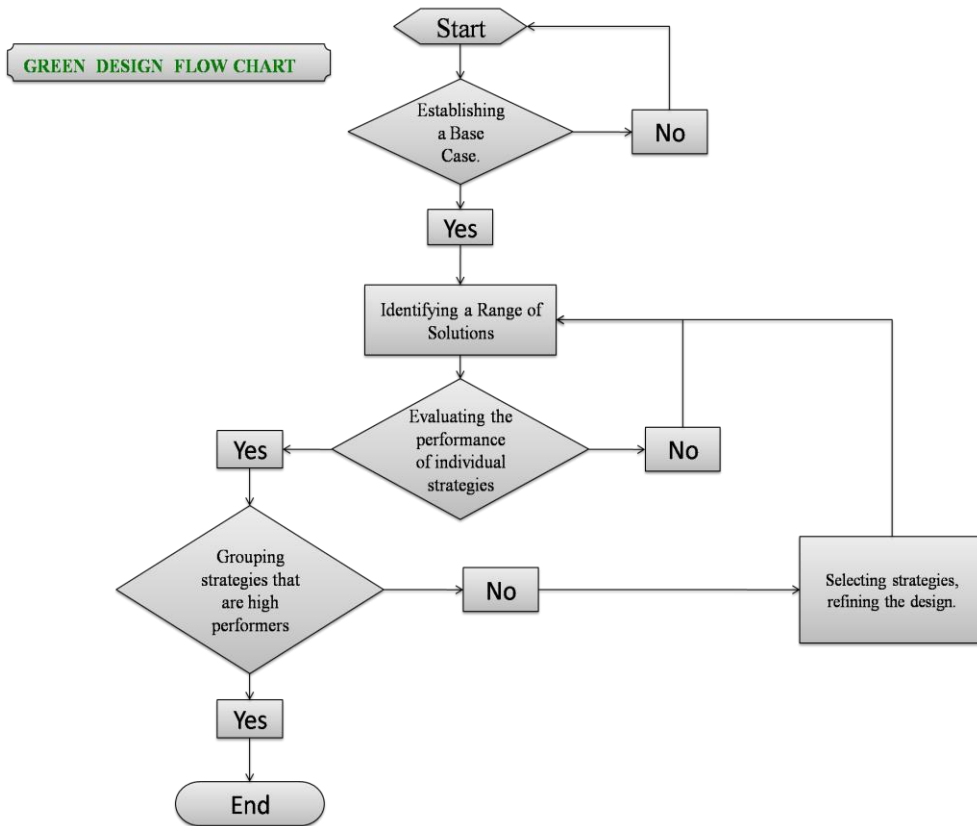 GREEN DESIGN FLOW CHART
Start
Establishing
a Base
Case.
No
Yes
Identifying a Range of
Solutions
Evaluating the
performance
of individual
strategies
Yes
No
Grouping
strategies that
are high
performers
No
Selecting strategies,
refining the design.
Yes
End